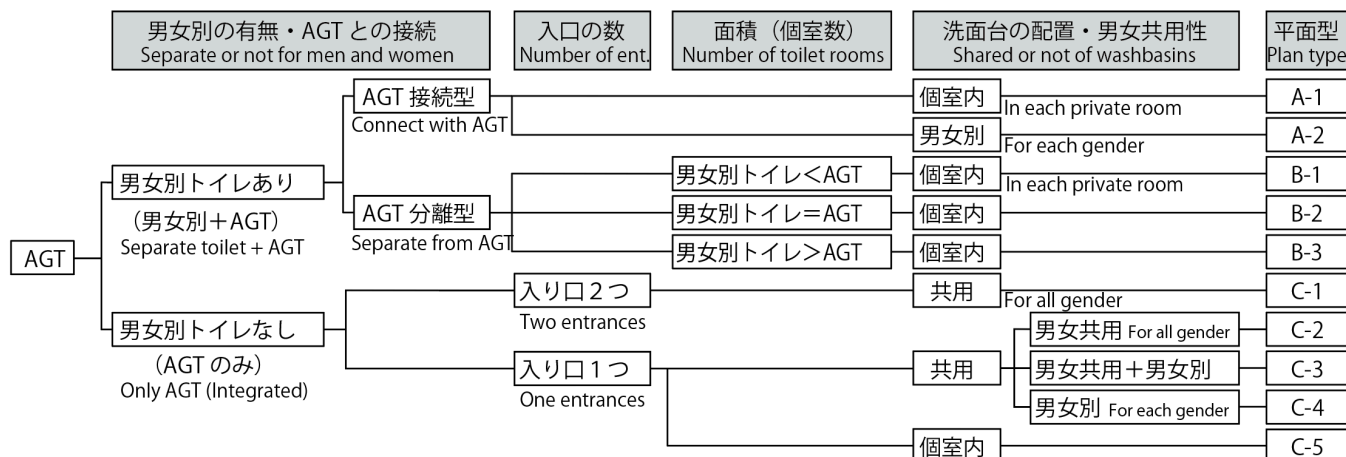 男女別の有無・AGT との接続
Separate or not for men and women
入口の数
Number of ent.
面積（個室数）
Number of toilet rooms
洗面台の配置・男女共用性
Shared or not of washbasins
平面型
Plan type
AGT
男女別トイレあり
（男女別＋AGT）
Separate toilet + AGT
男女別トイレなし
（AGT のみ）
Only AGT (Integrated)
AGT 接続型
Connect with AGT
AGT 分離型
Separate from AGT
個室内
In each private room
A-1
男女別
For each gender
A-2
男女別トイレ＜AGT
個室内
In each private room
B-1
男女別トイレ＝AGT
個室内
B-2
男女別トイレ＞AGT
個室内
B-3
入り口２つ
Two entrances
共用
For all gender
C-1
入り口１つ
One entrances
共用
男女共用 For all gender
C-2
男女共用＋男女別
C-3
男女別 For each gender
C-4
個室内
C-5